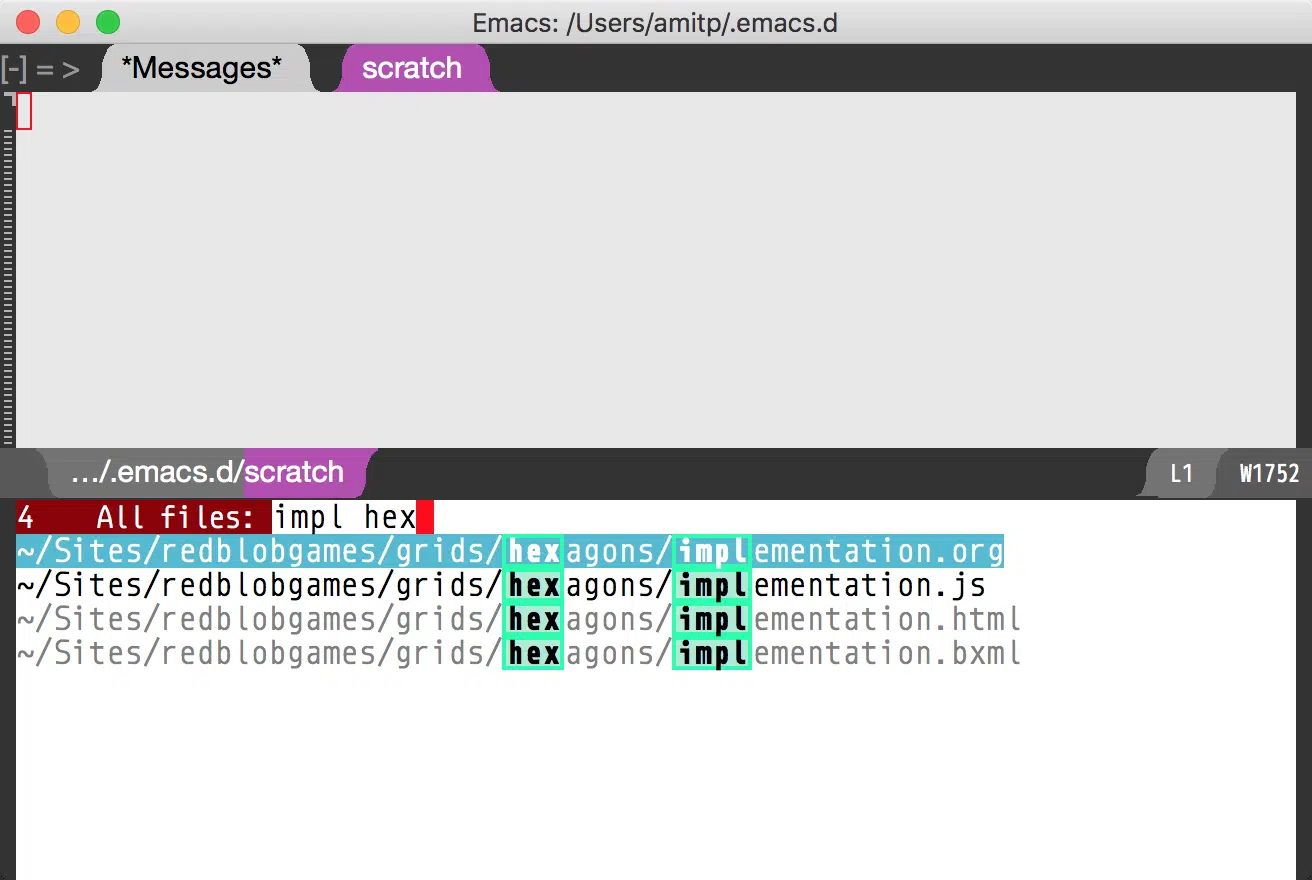 Emacs: /Users/amitp/.emacs.d
[-] = > *Messages* scratch
.../.emacs.d/scratch L1 W1752
4 All files: impl hex
~/Sites/redblobgames/grids/hexagons/implementation.org
~/Sites/redblobgames/grids/hexagons/implementation.js
~/Sites/redblobgames/grids/hexagons/implementation.html
~/Sites/redblobgames/grids/hexagons/implementation.bxml